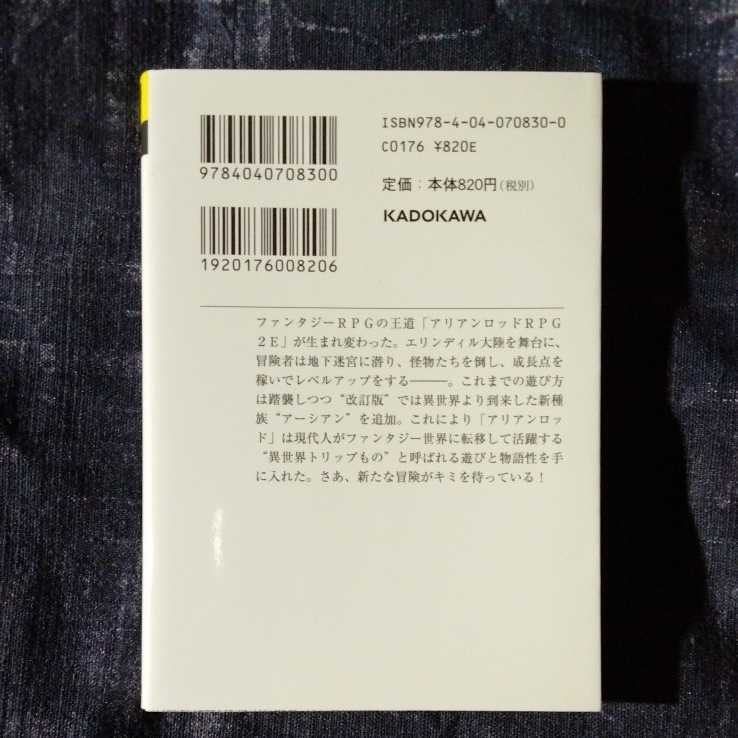 ISBN978-4-04-070830-0
C0176 ¥820E
9784040708300
定価：本体820円（税別）
KADOKAWA
1920176008206
ファンタジーＲＰＧの王道「アリアンロッドＲＰＧ
２Ｅ」が生まれ変わった。エリンディル大陸を舞台に、
冒険者は地下迷宮に潜り、怪物たちを倒し、成長点を
稼いでレベルアップをする―――。これまでの遊び方
は踏襲しつつ“改訂版”では異世界より到来した新種
族“アーシアン”を追加。これにより「アリアンロッ
ド」は現代人がファンタジー世界に転移して活躍する
“異世界トリップもの”と呼ばれる遊びと物語性を手
に入れた。さあ、新たな冒険がキミを待っている！